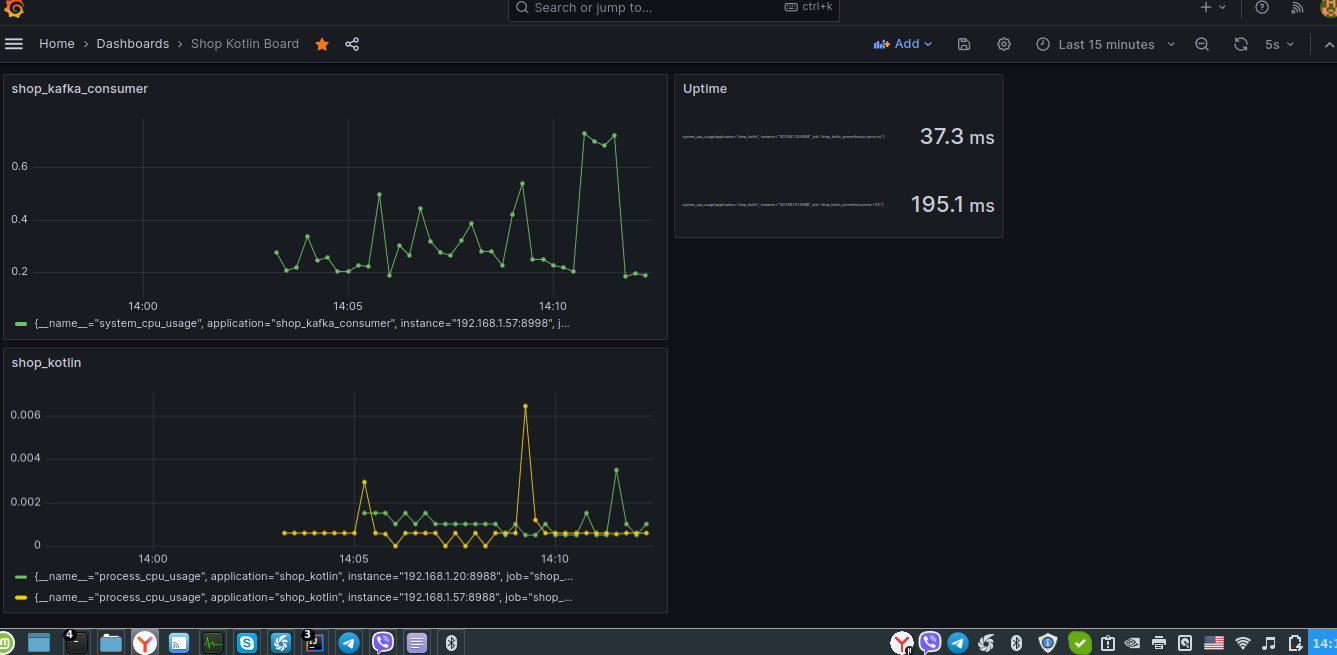 Search or jump to...
ctrl+k
Home > Dashboards > Shop Kotlin Board
Add
Last 15 minutes
5s
shop_kafka_consumer
0.6
0.4
0.2
14:00
14:05
14:10
{__name__="system_cpu_usage", application="shop_kafka_consumer", instance="192.168.1.57:8998", j...
Uptime
37.3 ms
195.1 ms
shop_kotlin
0.006
0.004
0.002
0
14:00
14:05
14:10
{__name__="process_cpu_usage", application="shop_kotlin", instance="192.168.1.20:8988", job="shop_...
{__name__="process_cpu_usage", application="shop_kotlin", instance="192.168.1.57:8988", job="shop_...
4
3